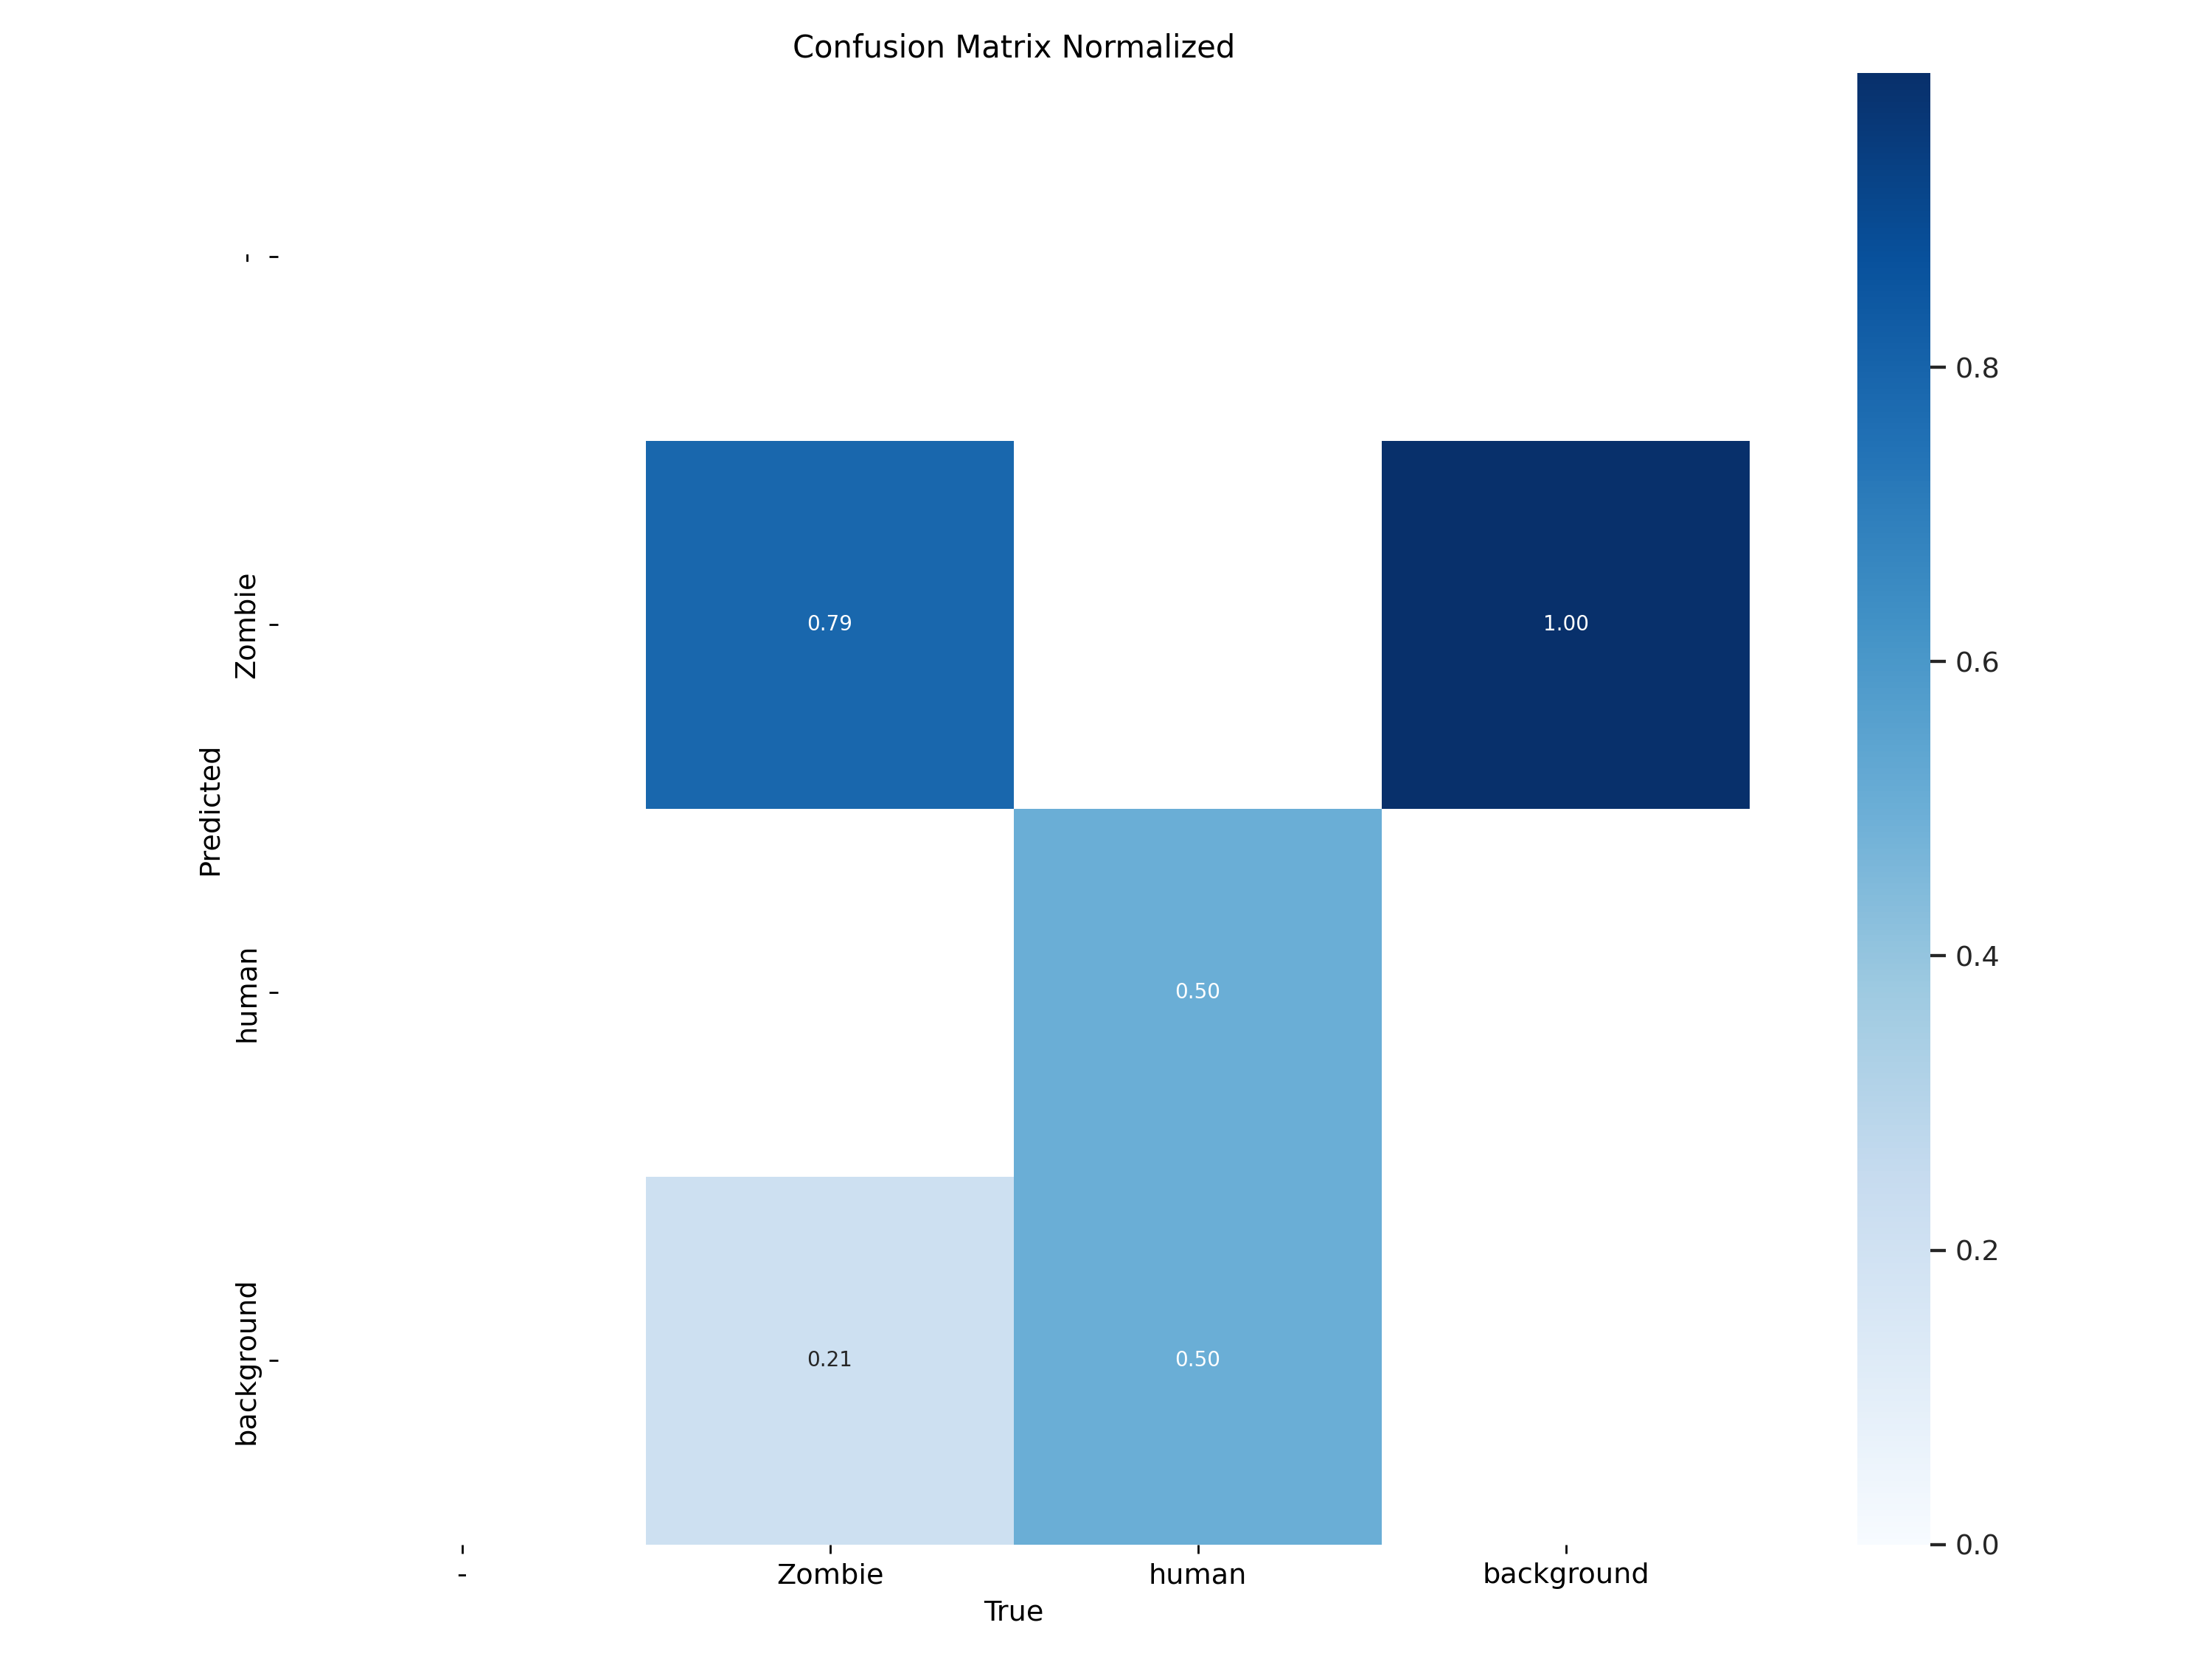 Confusion Matrix Normalized
-
Zombie
human
background
Predicted
0.79
1.00
0.50
0.21
0.50
-
Zombie
human
background
True
0.8
0.6
0.4
0.2
0.0